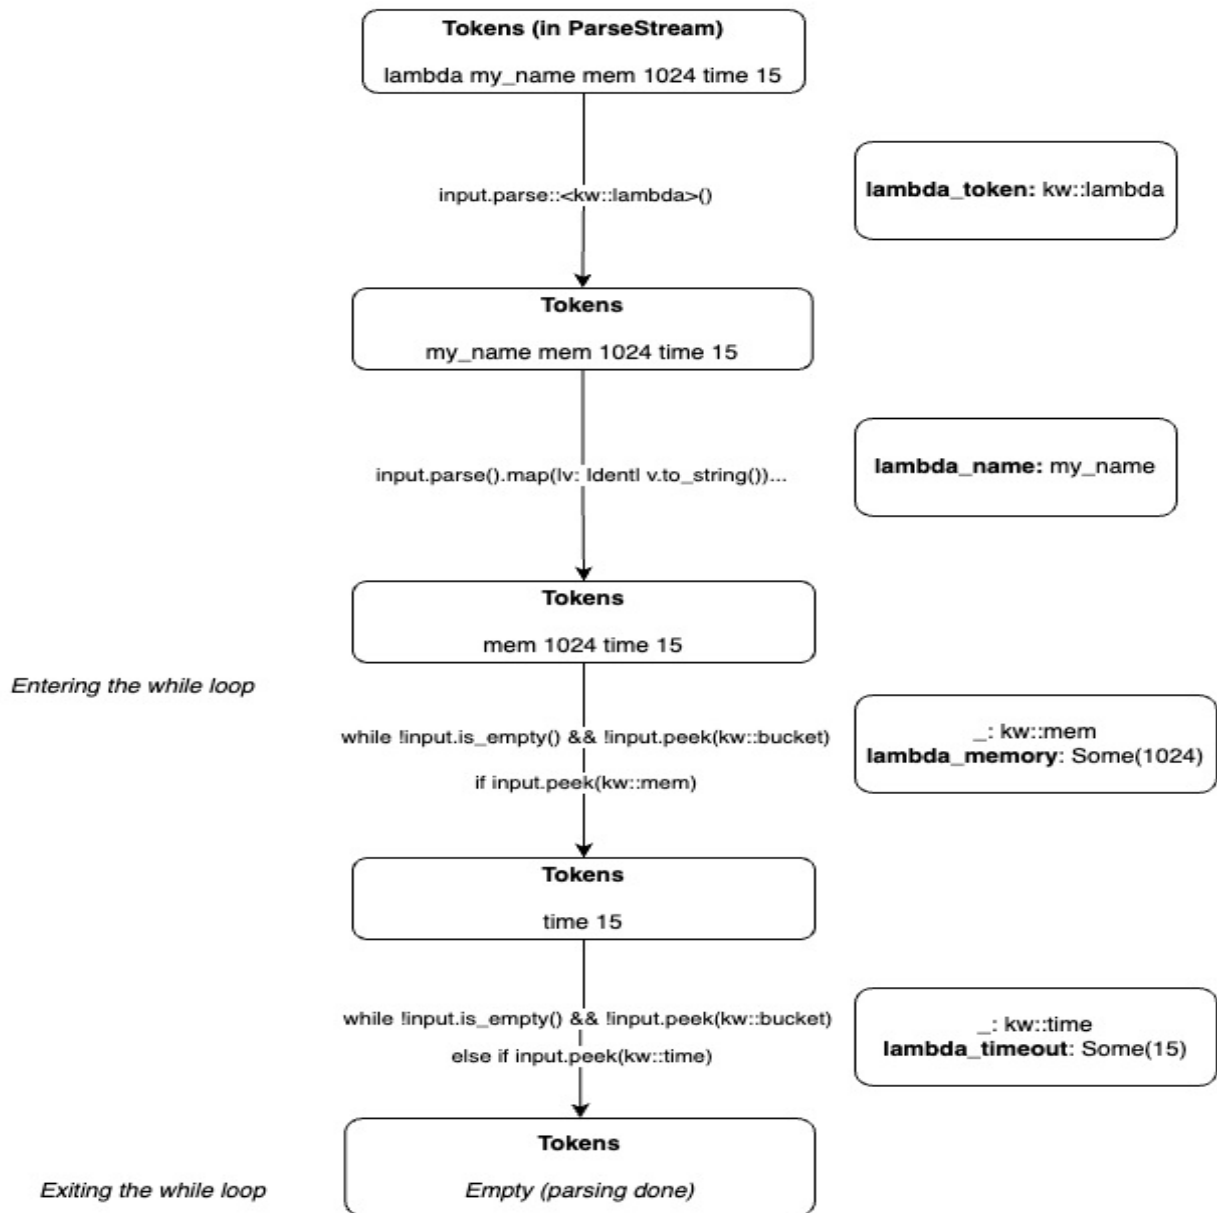 Tokens (in ParseStream)
lambda my_name mem 1024 time 15
input.parse::<kw::lambda>()
lambda_token: kw::lambda
Tokens
my_name mem 1024 time 15
input.parse().map(|v: Ident| v.to_string())...
lambda_name: my_name
Tokens
mem 1024 time 15
Entering the while loop
while !input.is_empty() && !input.peek(kw::bucket)
if input.peek(kw::mem)
_: kw::mem
lambda_memory: Some(1024)
Tokens
time 15
while !input.is_empty() && !input.peek(kw::bucket)
else if input.peek(kw::time)
_: kw::time
lambda_timeout: Some(15)
Tokens
Empty (parsing done)
Exiting the while loop